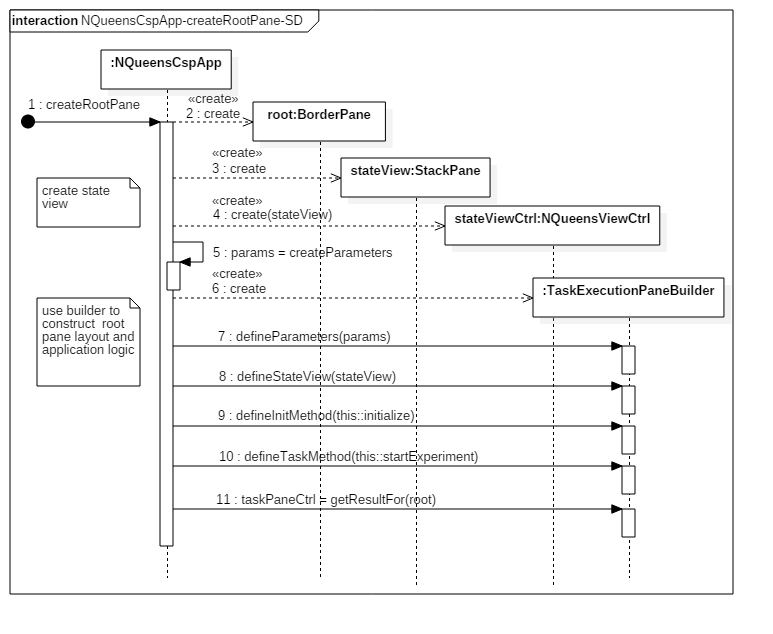 interaction NQueensCspApp-createRootPane-SD
:NQueensCspApp
1 : createRootPane
«create»
2 : create
root:BorderPane
«create»
3 : create
stateView:StackPane
create state
view
«create»
4 : create(stateView)
stateViewCtrl:NQueensViewCtrl
5 : params = createParameters
«create»
6 : create
:TaskExecutionPaneBuilder
use builder to
construct root
pane layout and
application logic
7 : defineParameters(params)
8 : defineStateView(stateView)
9 : defineInitMethod(this::initialize)
10 : defineTaskMethod(this::startExperiment)
11 : taskPaneCtrl = getResultFor(root)